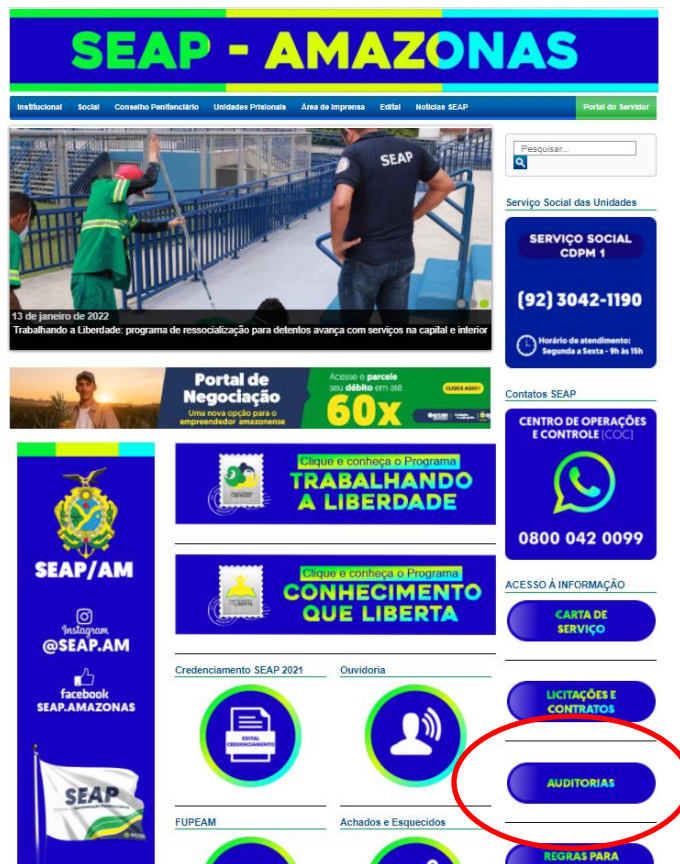 SEAP - AMAZONAS
Institucional Social Conselho Penitenciário Unidades Prisionais Área de Imprensa Edital Notícias SEAP Portal do Servidor
SEAP
13 de janeiro de 2022
Trabalhando a Liberdade: programa de ressocialização para detentos avança com serviços na capital e interior
Pesquisar...
Serviço Social das Unidades
SERVIÇO SOCIAL
CDPM 1
(92) 3042-1190
Horário de atendimento:
Segunda a Sexta - 9h às 15h
Portal de
Negociação
Uma nova opção para o
empreendedor amazonense
Acesse e parcele
seu débito em até
60X
CLIQUE AQUI!
Contatos SEAP
CENTRO DE OPERAÇÕES
E CONTROLE (COC)
0800 042 0099
SEAP/AM
Instagram
@SEAP.AM
facebook
SEAP.AMAZONAS
SEAP
Clique e conheça o Programa
TRABALHANDO
A LIBERDADE
Clique e conheça o Programa
CONHECIMENTO
QUE LIBERTA
Credenciamento SEAP 2021
EDITAL
CREDENCIAMENTO
Ouvidoria
FUPEAM
Achados e Esquecidos
ACESSO À INFORMAÇÃO
CARTA DE
SERVIÇO
LICITAÇÕES E
CONTRATOS
AUDITORIAS
REGRAS PARA